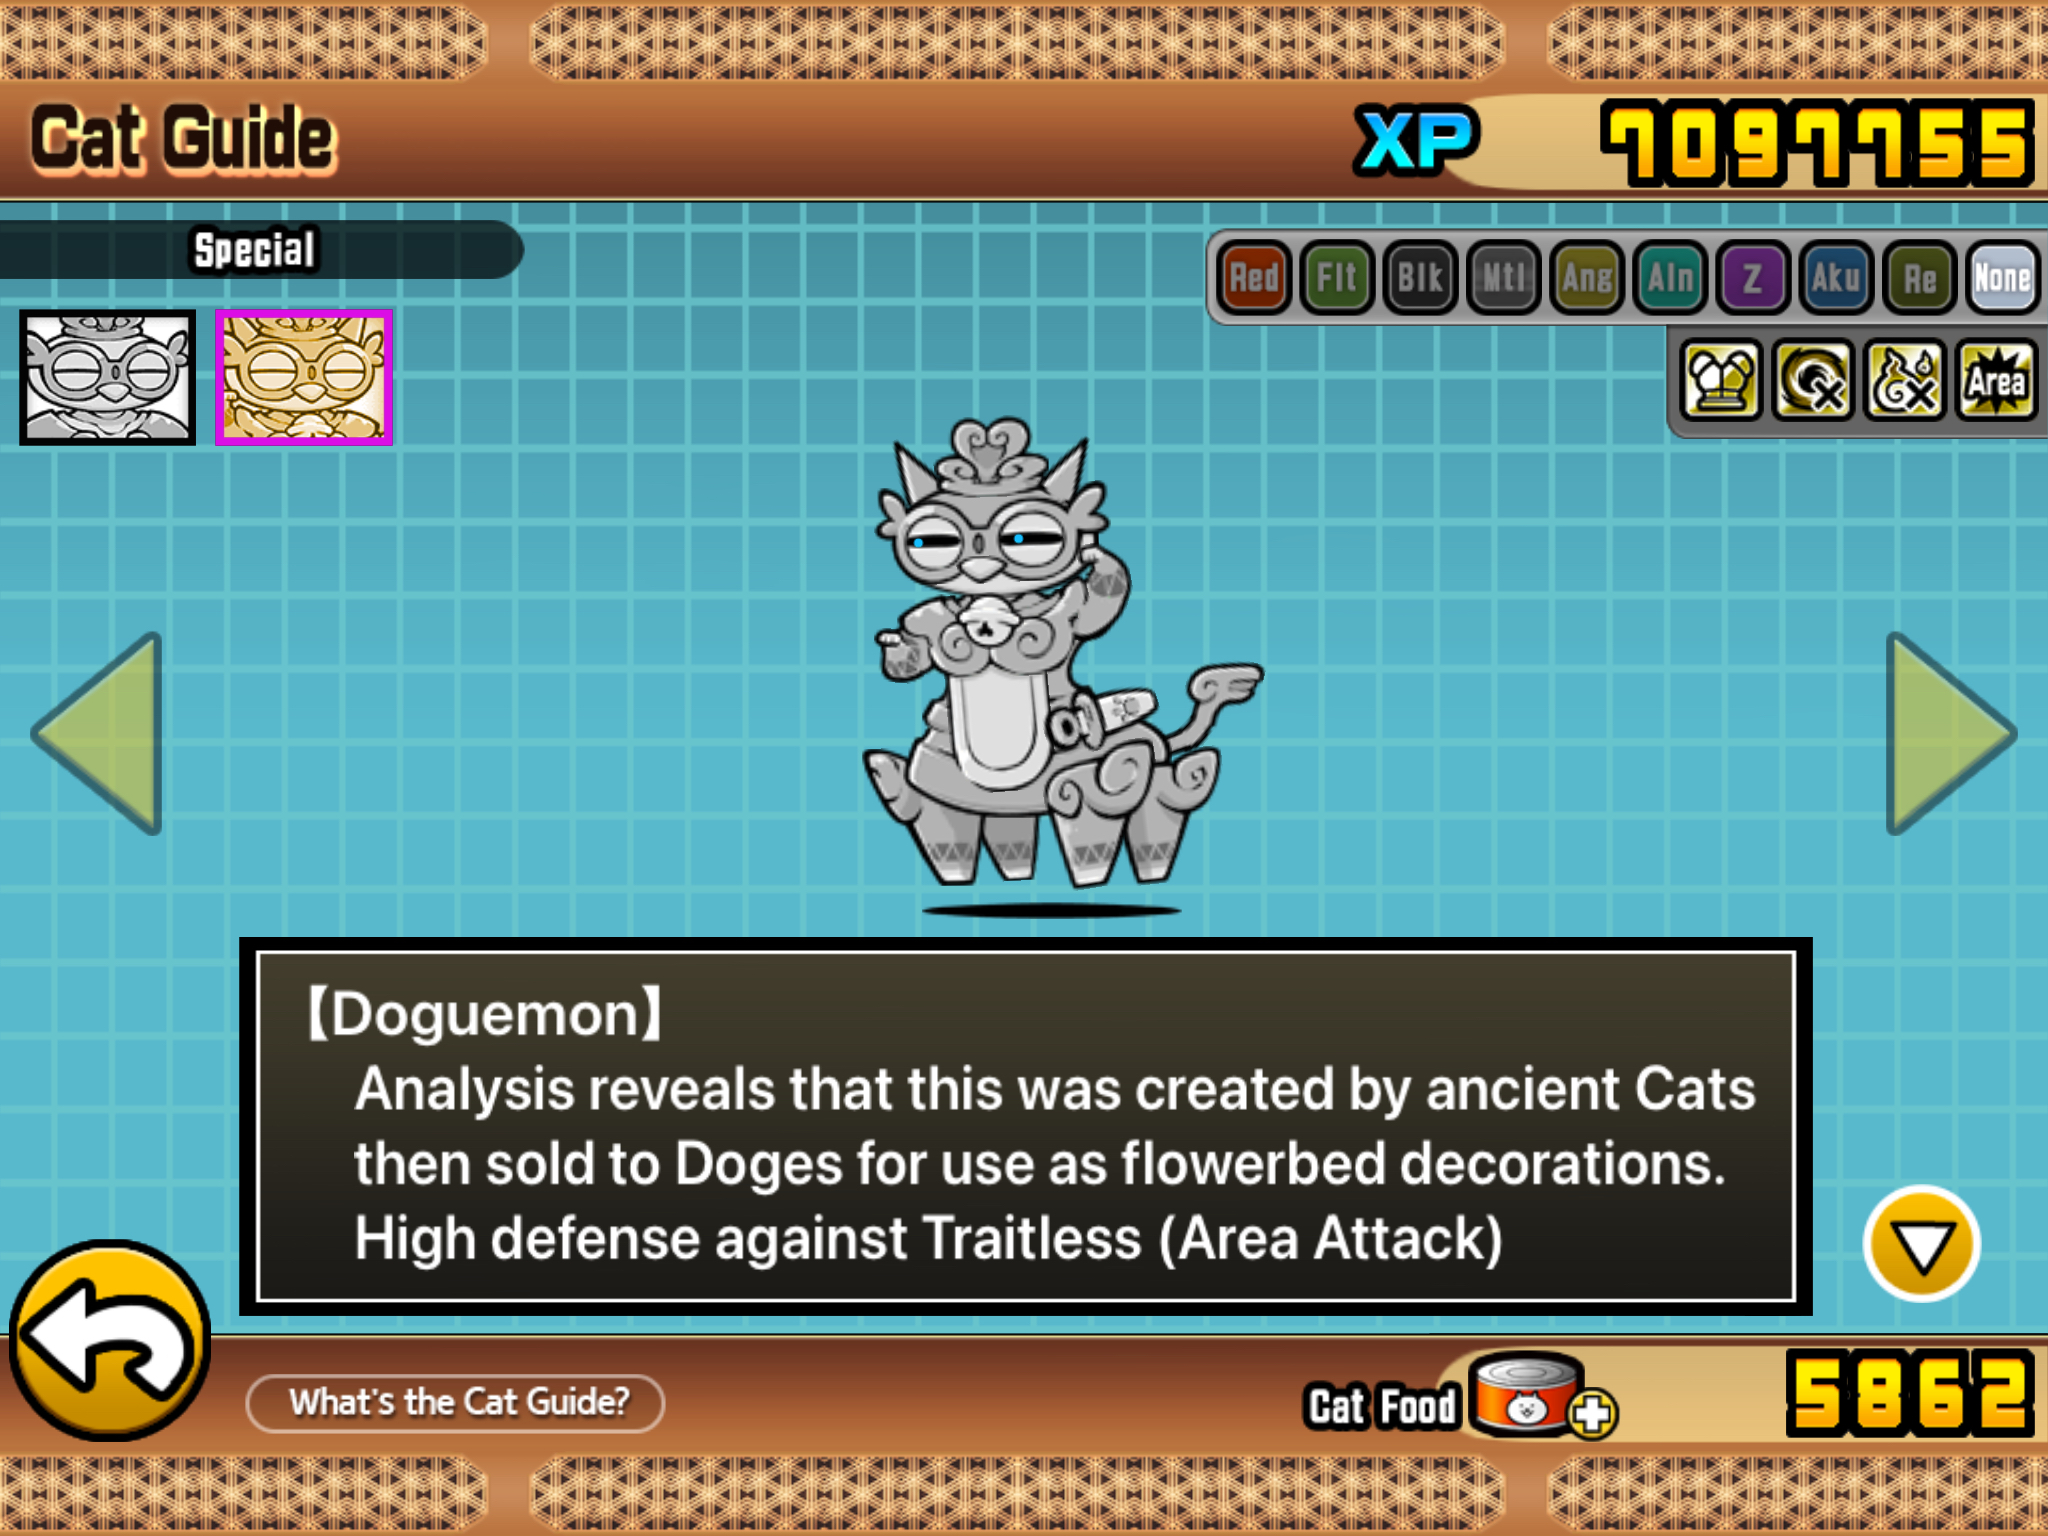 Cat Guide
XP 7097755
Special
Red Flt Blk Mtl Ang Aln Z Aku Re None
Area
【Doguemon】
Analysis reveals that this was created by ancient Cats
then sold to Doges for use as flowerbed decorations.
High defense against Traitless (Area Attack)
What's the Cat Guide?
Cat Food 5862